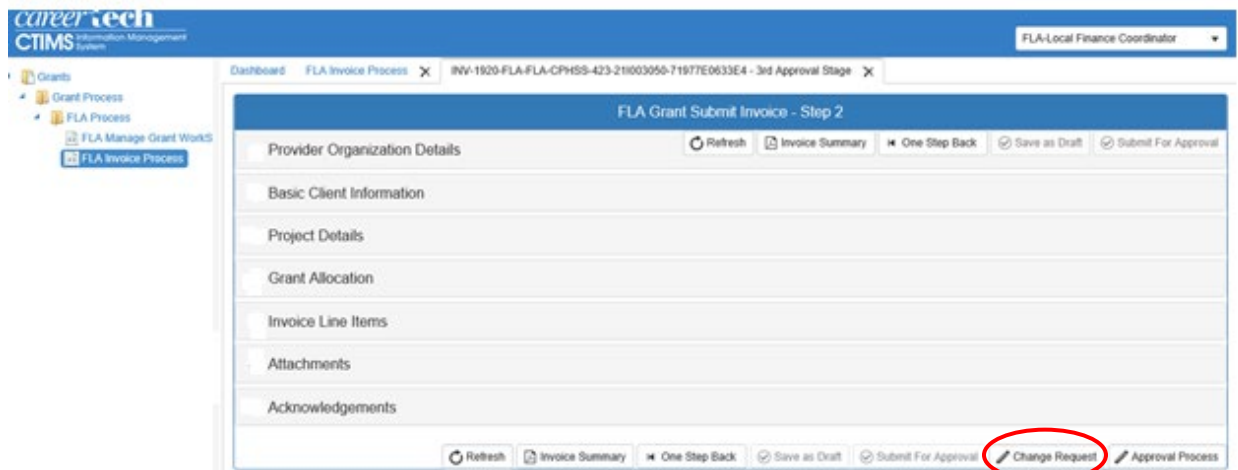 career tech
CTIMS Information Management System
FLA-Local Finance Coordinator
Grants
Grant Process
FLA Process
FLA Manage Grant WorkS
FLA Invoice Process
Dashboard FLA Invoice Process X INV-1920-FLA-FLA-CPHSS-423-21I003050-71977E0633E4 - 3rd Approval Stage X
FLA Grant Submit Invoice - Step 2
Provider Organization Details
Refresh Invoice Summary One Step Back Save as Draft Submit For Approval
Basic Client Information
Project Details
Grant Allocation
Invoice Line Items
Attachments
Acknowledgements
Refresh Invoice Summary One Step Back Save as Draft Submit For Approval Change Request Approval Process